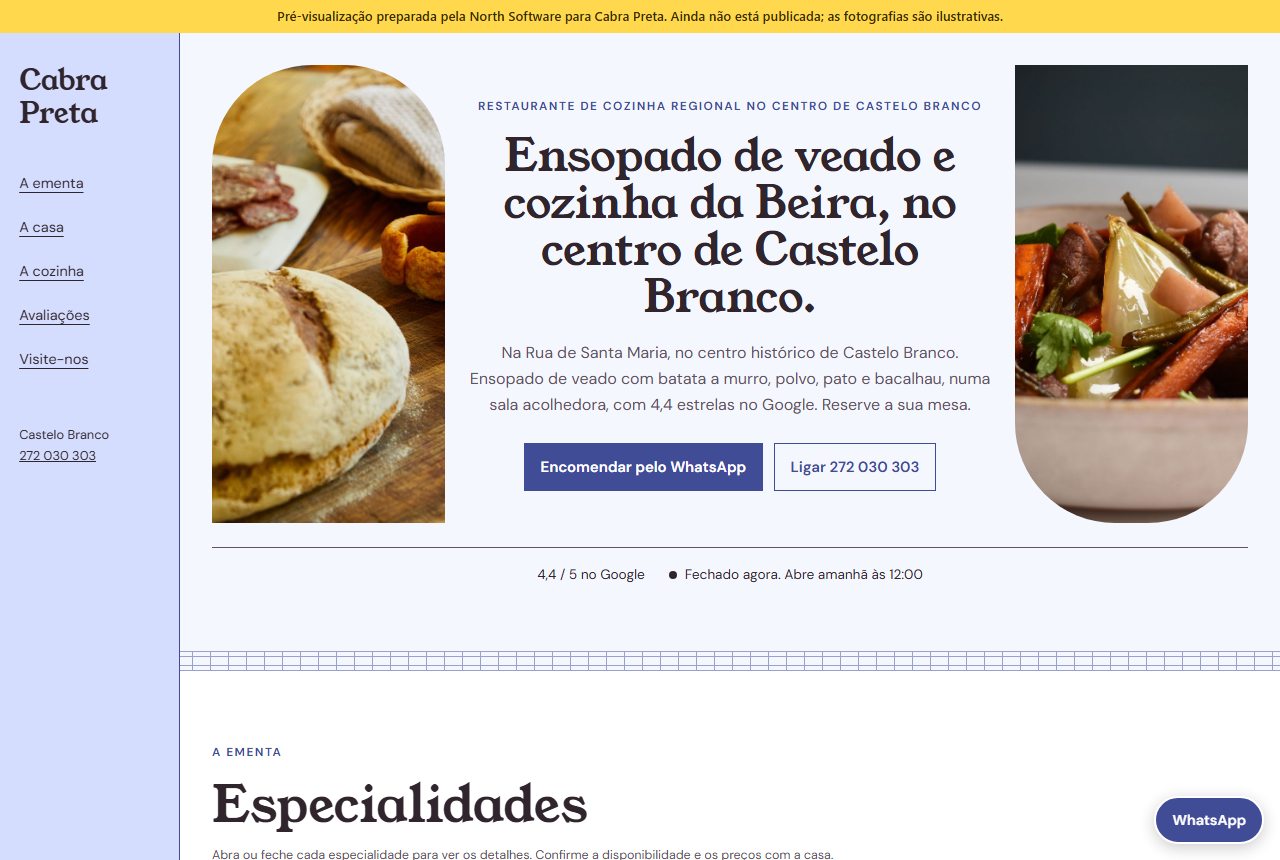 Pré-visualização preparada pela North Software para Cabra Preta. Ainda não está publicada; as fotografias são ilustrativas.
Cabra
Preta
A ementa
A casa
A cozinha
Avaliações
Visite-nos
Castelo Branco
272 030 303
RESTAURANTE DE COZINHA REGIONAL NO CENTRO DE CASTELO BRANCO
Ensopado de veado e
cozinha da Beira, no
centro de Castelo
Branco.
Na Rua de Santa Maria, no centro histórico de Castelo Branco.
Ensopado de veado com batata a murro, polvo, pato e bacalhau, numa
sala acolhedora, com 4,4 estrelas no Google. Reserve a sua mesa.
Encomendar pelo WhatsApp
Ligar 272 030 303
4,4 / 5 no Google
Fechado agora. Abre amanhã às 12:00
A EMENTA
Especialidades
Abra ou feche cada especialidade para ver os detalhes. Confirme a disponibilidade e os preços com a casa.
WhatsApp